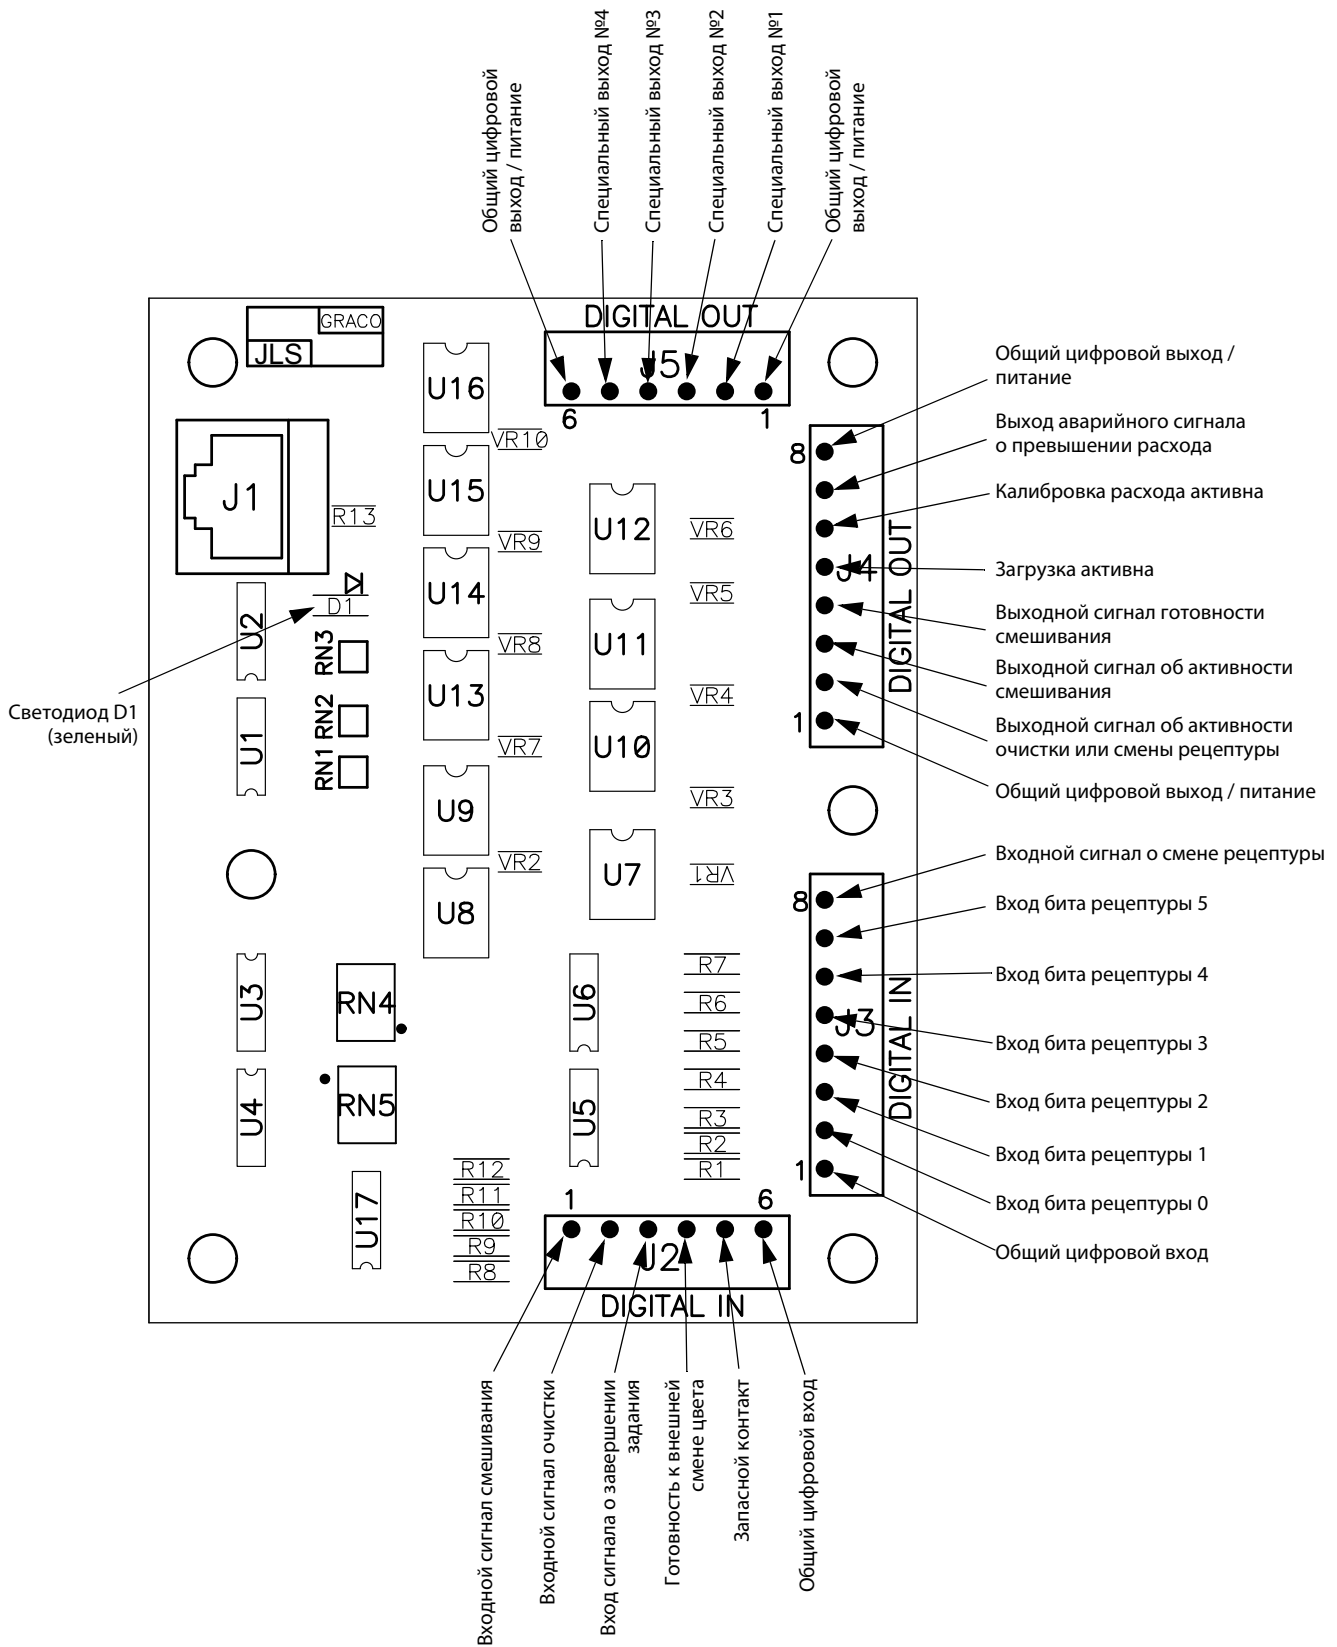 Общий цифровой
выход / питание
Специальный выход №4
Специальный выход №3
Специальный выход №2
Специальный выход №1
Общий цифровой
выход / питание
GRACO
JLS
DIGITAL OUT
J5
6
1
U16
VR10
U15
VR9
U14
VR8
U13
VR7
U9
VR2
U8
J1
R13
D1
U2
RN3
RN2
U1
RN1
Светодиод D1
(зеленый)
U12
VR6
VR5
U11
VR4
U10
VR3
U7
VR1
8
J4
DIGITAL OUT
1
Общий цифровой выход /
питание
Выход аварийного сигнала
о превышении расхода
Калибровка расхода активна
Загрузка активна
Выходной сигнал готовности
смешивания
Выходной сигнал об активности
смешивания
Выходной сигнал об активности
очистки или смены рецептуры
Общий цифровой выход / питание
8
J3
DIGITAL IN
1
Входной сигнал о смене рецептуры
Вход бита рецептуры 5
Вход бита рецептуры 4
Вход бита рецептуры 3
Вход бита рецептуры 2
Вход бита рецептуры 1
Вход бита рецептуры 0
Общий цифровой вход
U3
RN4
U6
R7
R6
R5
U4
RN5
U5
R4
R3
R2
R1
U17
R12
R11
R10
R9
R8
1
6
J2
DIGITAL IN
Входной сигнал смешивания
Входной сигнал очистки
Вход сигнала о завершении
задания
Готовность к внешней
смене цвета
Запасной контакт
Общий цифровой вход